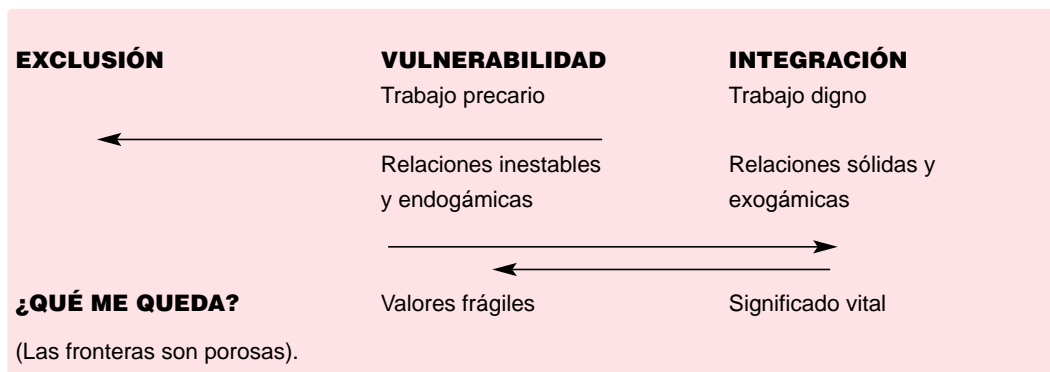 EXCLUSIÓN VULNERABILIDAD INTEGRACIÓN
Trabajo precario Trabajo digno
Relaciones inestables Relaciones sólidas y
y endogámicas exogámicas
¿QUÉ ME QUEDA? Valores frágiles Significado vital
(Las fronteras son porosas).